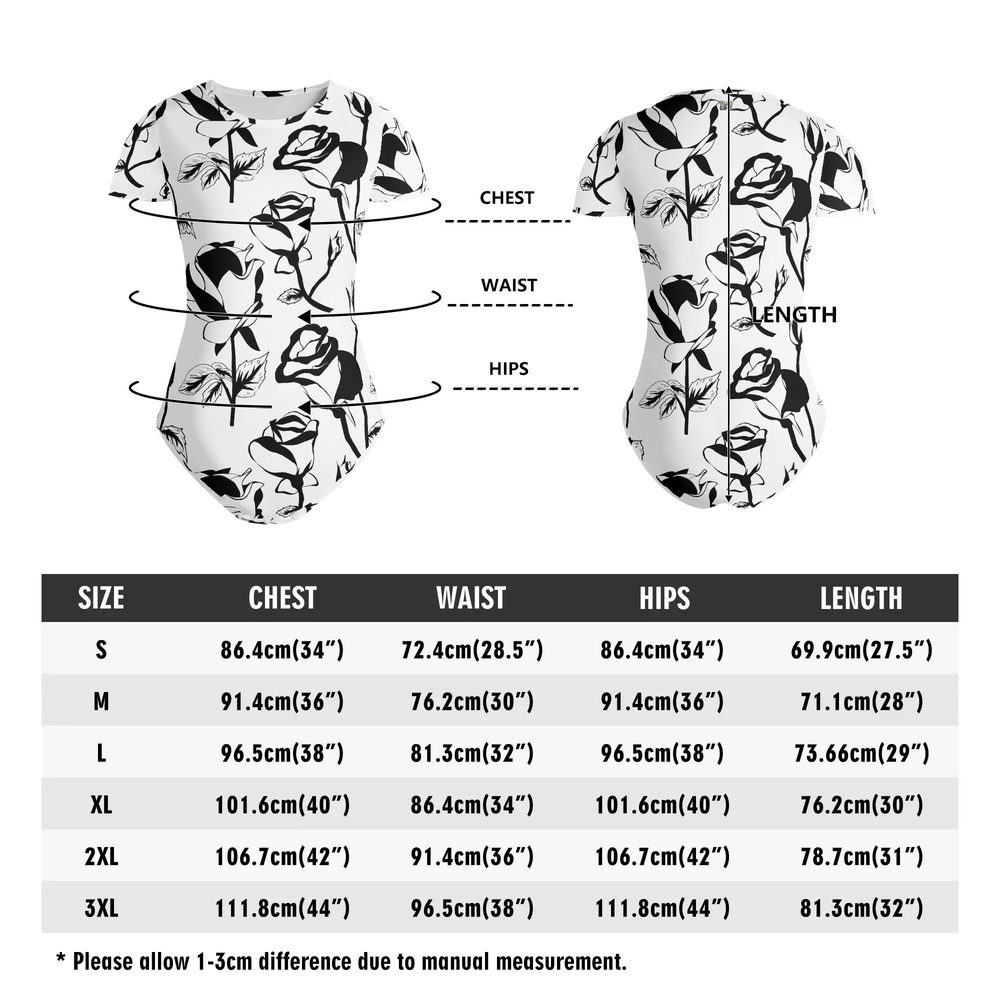 CHEST
WAIST
LENGTH
HIPS
SIZE CHEST WAIST HIPS LENGTH
S 86.4cm(34″) 72.4cm(28.5″) 86.4cm(34″) 69.9cm(27.5″)
M 91.4cm(36″) 76.2cm(30″) 91.4cm(36″) 71.1cm(28″)
L 96.5cm(38″) 81.3cm(32″) 96.5cm(38″) 73.66cm(29″)
XL 101.6cm(40″) 86.4cm(34″) 101.6cm(40″) 76.2cm(30″)
2XL 106.7cm(42″) 91.4cm(36″) 106.7cm(42″) 78.7cm(31″)
3XL 111.8cm(44″) 96.5cm(38″) 111.8cm(44″) 81.3cm(32″)
* Please allow 1-3cm difference due to manual measurement.